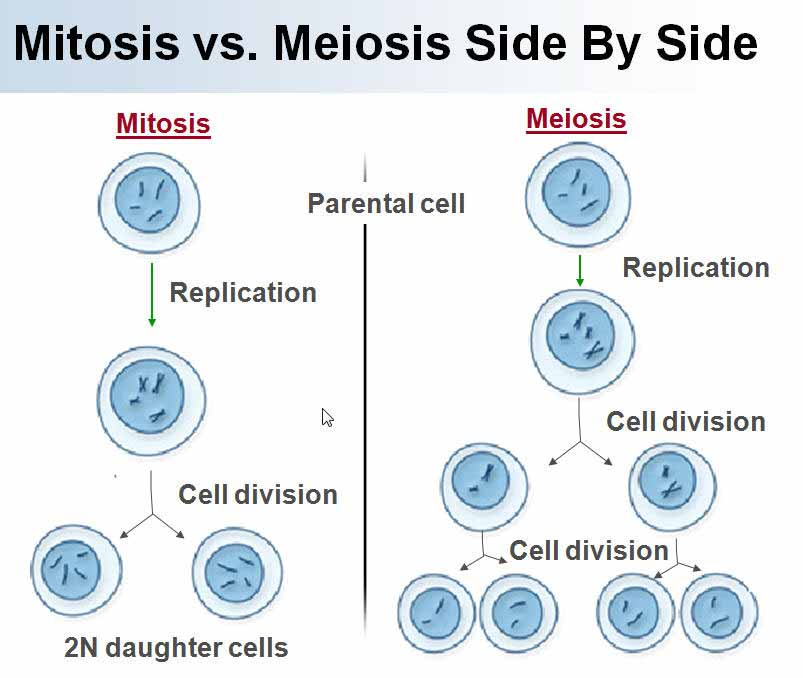 Mitosis vs. Meiosis Side By Side
Mitosis
Meiosis
Parental cell
Replication
Replication
Cell division
Cell division
Cell division
2N daughter cells